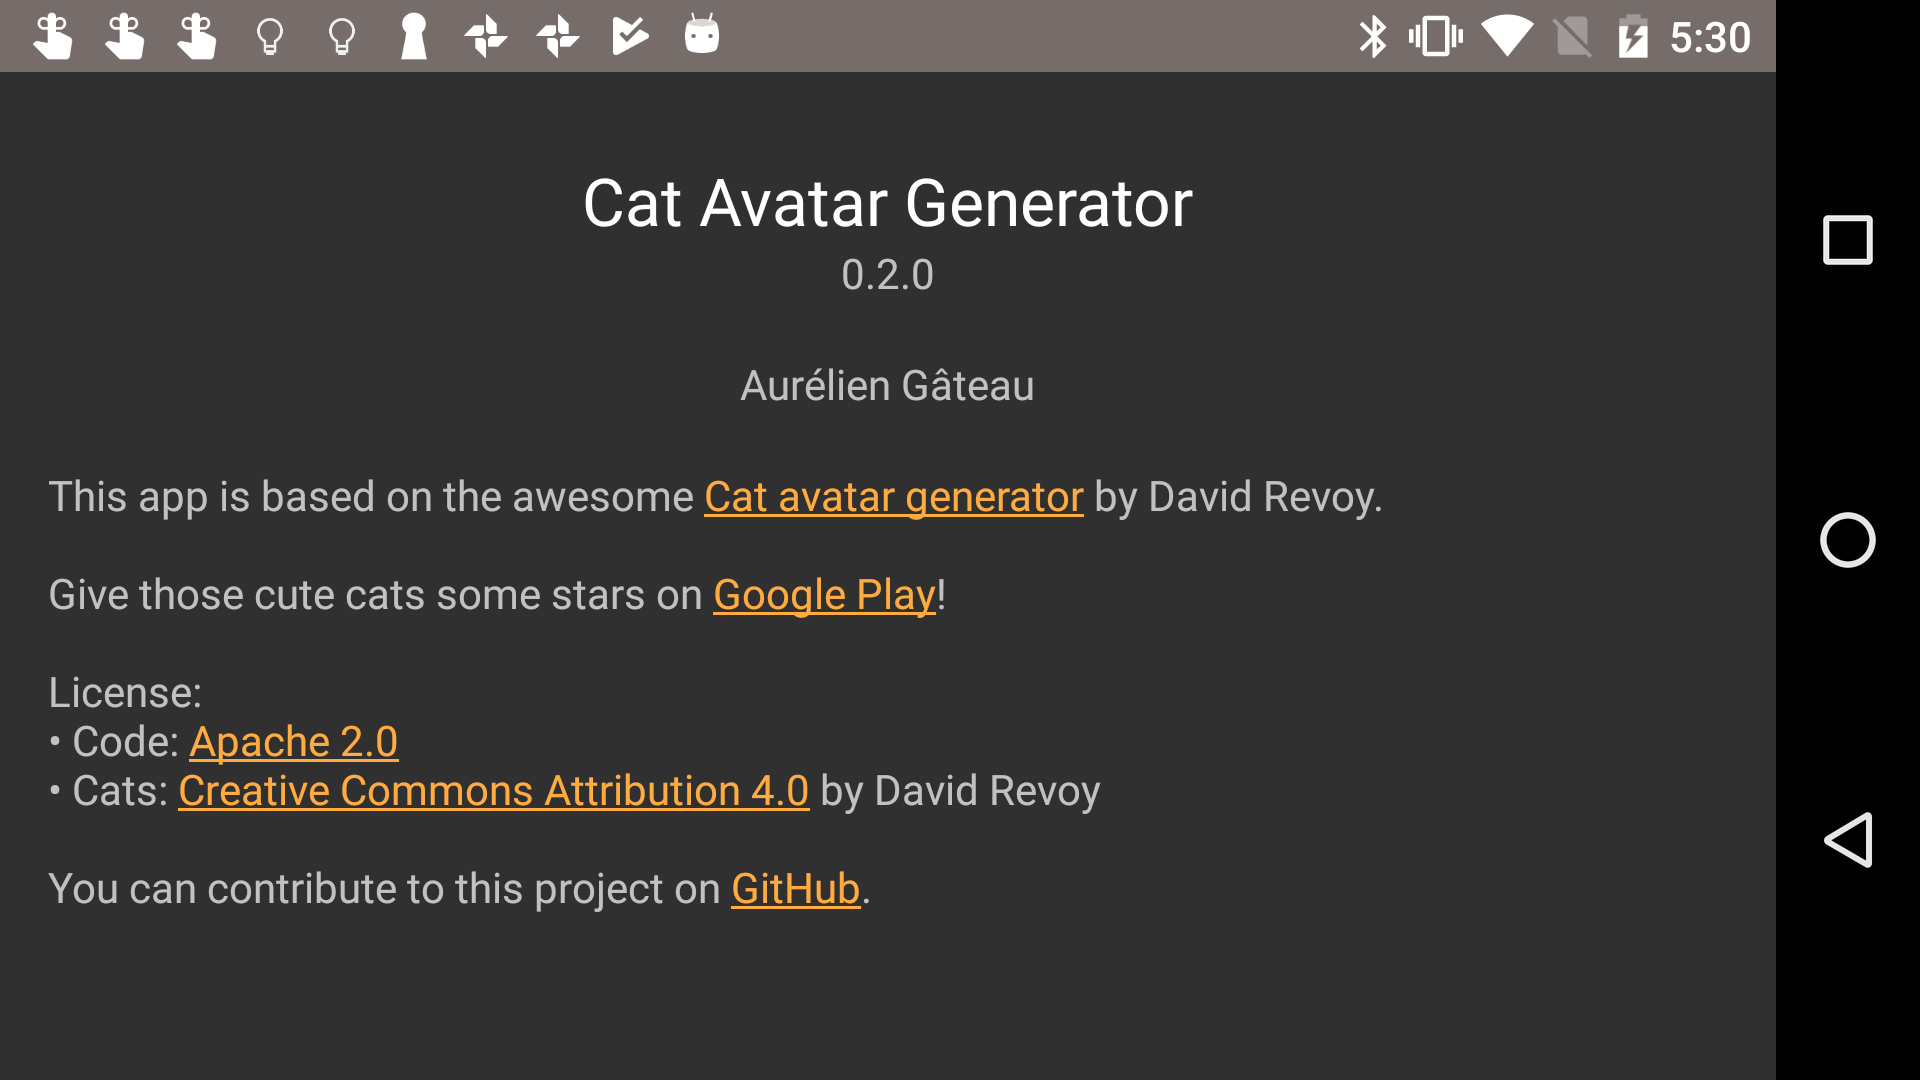 5:30
Cat Avatar Generator
0.2.0
Aurélien Gâteau
This app is based on the awesome Cat avatar generator by David Revoy.
Give those cute cats some stars on Google Play!
License:
• Code: Apache 2.0
• Cats: Creative Commons Attribution 4.0 by David Revoy
You can contribute to this project on GitHub.